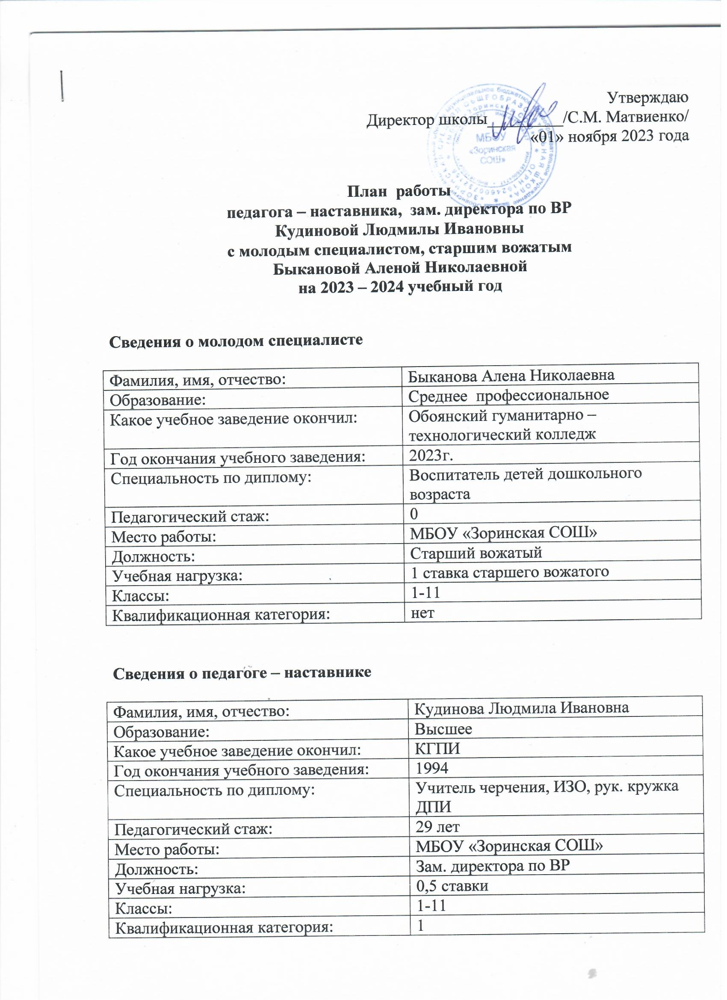 Утверждаю
Директор школы_________/С.М. Матвиенко/
«01» ноября 2023 года
МБОУ
«Зоринская
СОШ»
План работы
педагога – наставника, зам. директора по ВР
Кудиновой Людмилы Ивановны
с молодым специалистом, старшим вожатым
Быкановой Аленой Николаевной
на 2023 – 2024 учебный год
Сведения о молодом специалисте
Фамилия, имя, отчество: Быканова Алена Николаевна
Образование: Среднее профессиональное
Какое учебное заведение окончил: Обоянский гуманитарно –
технологический колледж
Год окончания учебного заведения: 2023г.
Специальность по диплому: Воспитатель детей дошкольного
возраста
Педагогический стаж: 0
Место работы: МБОУ «Зоринская СОШ»
Должность: Старший вожатый
Учебная нагрузка: 1 ставка старшего вожатого
Классы: 1-11
Квалификационная категория: нет
Сведения о педагоге – наставнике
Фамилия, имя, отчество: Кудинова Людмила Ивановна
Образование: Высшее
Какое учебное заведение окончил: КГПИ
Год окончания учебного заведения: 1994
Специальность по диплому: Учитель черчения, ИЗО, рук. кружка
ДПИ
Педагогический стаж: 29 лет
Место работы: МБОУ «Зоринская СОШ»
Должность: Зам. директора по ВР
Учебная нагрузка: 0,5 ставки
Классы: 1-11
Квалификационная категория: 1